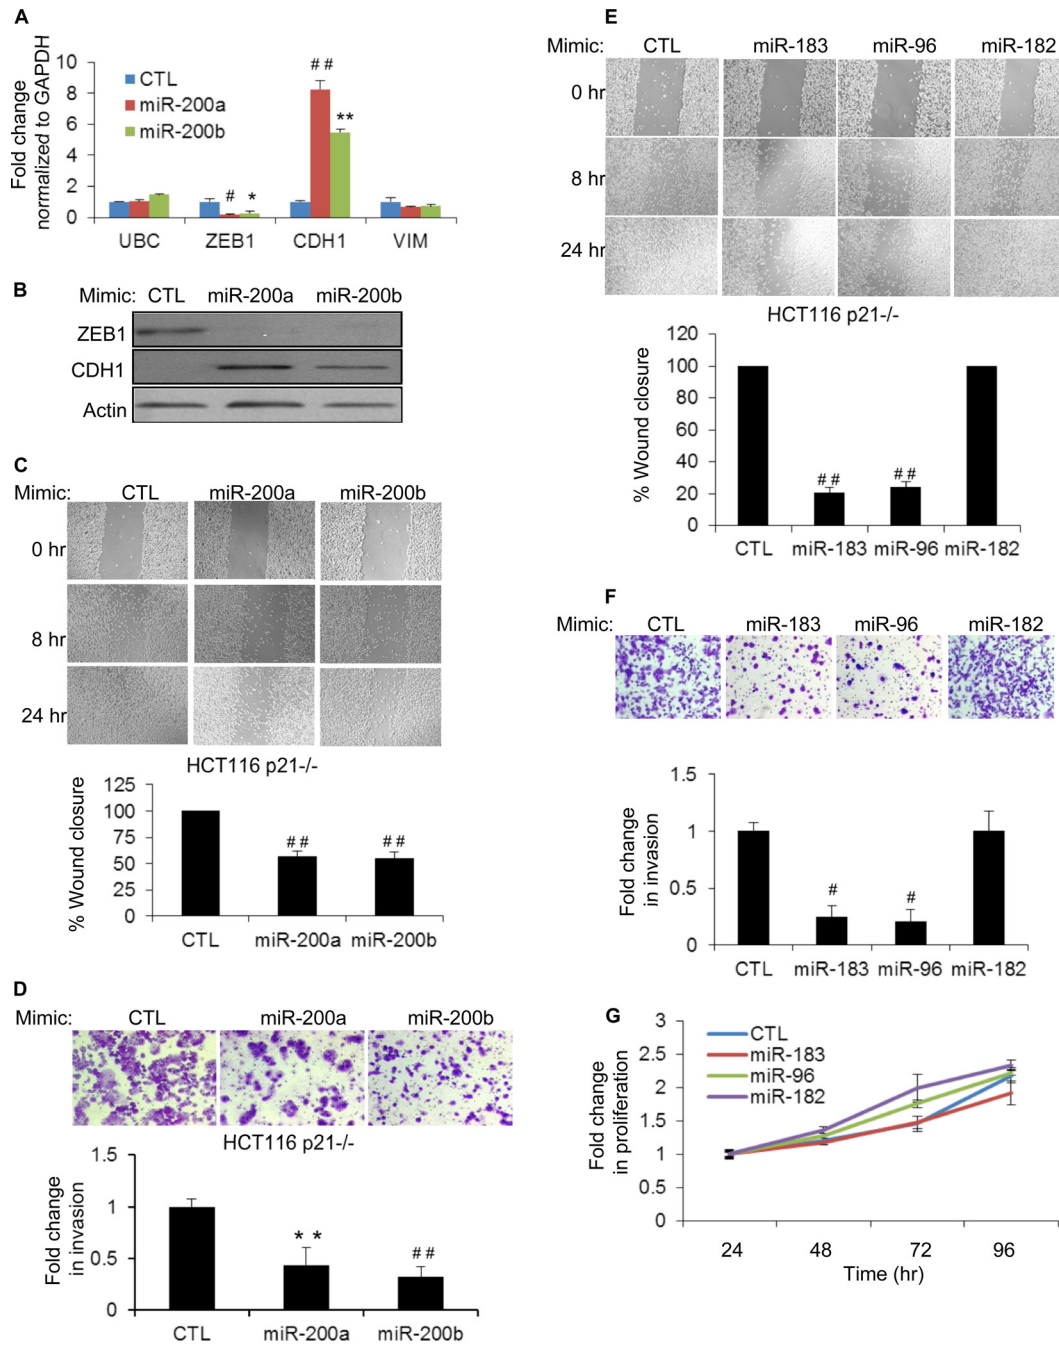 A
Fold change
normalized to GAPDH
12
10
8
6
4
2
0
CTL
miR-200a
miR-200b
# #
**
#
*
UBC ZEB1 CDH1 VIM
B
Mimic: CTL miR-200a miR-200b
ZEB1
CDH1
Actin
C
Mimic: CTL miR-200a miR-200b
0 hr
8 hr
24 hr
HCT116 p21-/-
% Wound closure
125
100
75
50
25
0
# # # #
CTL miR-200a miR-200b
D
Mimic: CTL miR-200a miR-200b
HCT116 p21-/-
Fold change
in invasion
1.5
1
0.5
0
* * # #
CTL miR-200a miR-200b
E
Mimic: CTL miR-183 miR-96 miR-182
0 hr
8 hr
24 hr
HCT116 p21-/-
% Wound closure
120
100
80
60
40
20
0
# # # #
CTL miR-183 miR-96 miR-182
F
Mimic: CTL miR-183 miR-96 miR-182
Fold change
in invasion
1.5
1
0.5
0
# #
CTL miR-183 miR-96 miR-182
G
Fold change
in proliferation
3
2.5
2
1.5
1
0.5
0
CTL
miR-183
miR-96
miR-182
24 48 72 96
Time (hr)